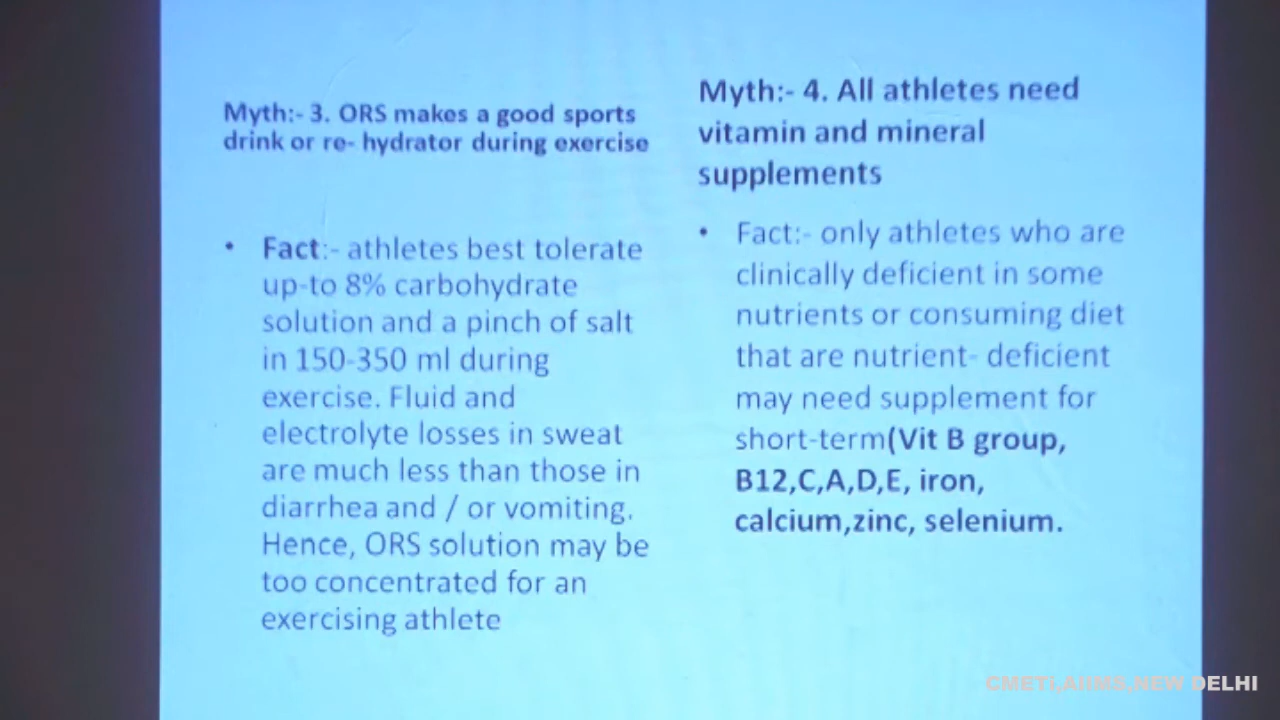 Myth:- 3. ORS makes a good sports
drink or re- hydrator during exercise
• Fact:- athletes best tolerate
up-to 8% carbohydrate
solution and a pinch of salt
in 150-350 ml during
exercise. Fluid and
electrolyte losses in sweat
are much less than those in
diarrhea and / or vomiting.
Hence, ORS solution may be
too concentrated for an
exercising athlete
Myth:- 4. All athletes need
vitamin and mineral
supplements
• Fact:- only athletes who are
clinically deficient in some
nutrients or consuming diet
that are nutrient- deficient
may need supplement for
short-term(Vit B group,
B12,C,A,D,E, iron,
calcium,zinc, selenium.
CMET,AIIMS,NEW DELHI